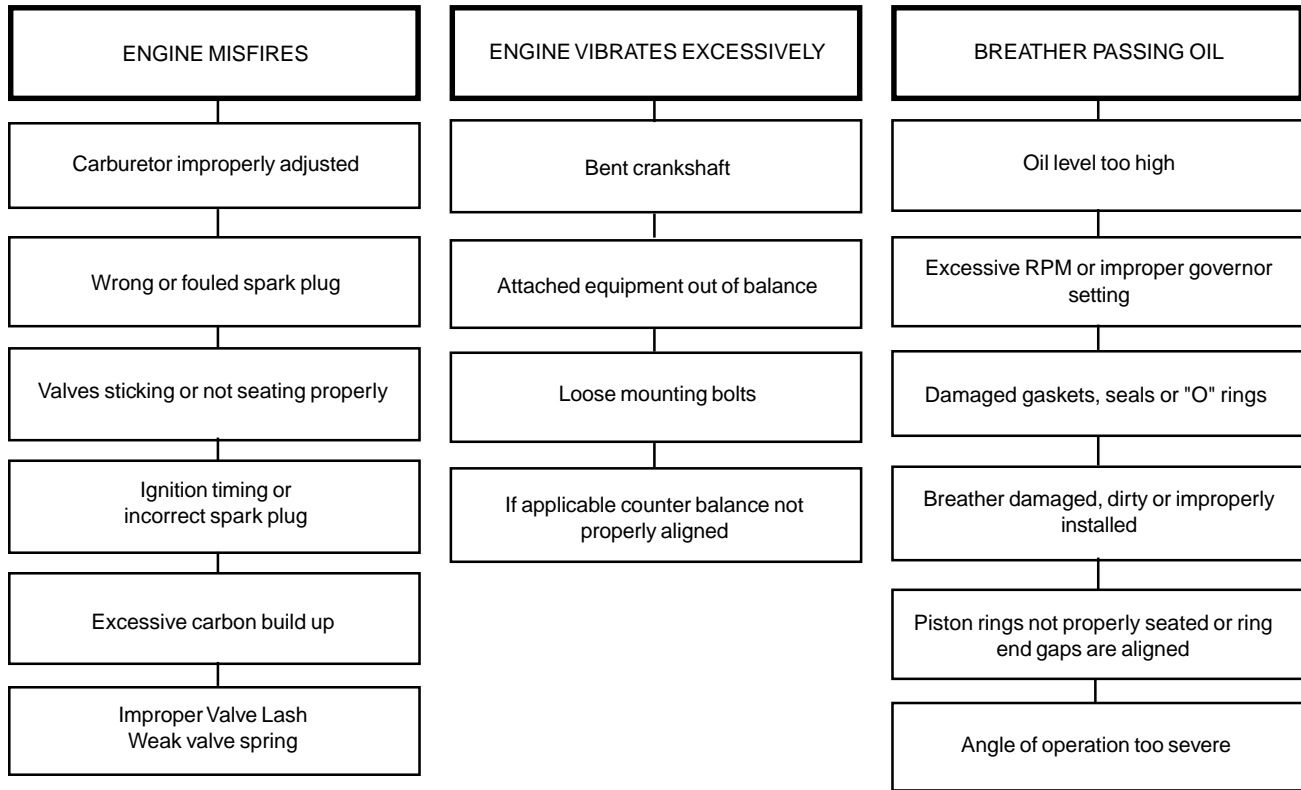 ENGINE MISFIRES
Carburetor improperly adjusted
Wrong or fouled spark plug
Valves sticking or not seating properly
Ignition timing or
incorrect spark plug
Excessive carbon build up
Improper Valve Lash
Weak valve spring
ENGINE VIBRATES EXCESSIVELY
Bent crankshaft
Attached equipment out of balance
Loose mounting bolts
If applicable counter balance not
properly aligned
BREATHER PASSING OIL
Oil level too high
Excessive RPM or improper governor
setting
Damaged gaskets, seals or "O" rings
Breather damaged, dirty or improperly
installed
Piston rings not properly seated or ring
end gaps are aligned
Angle of operation too severe